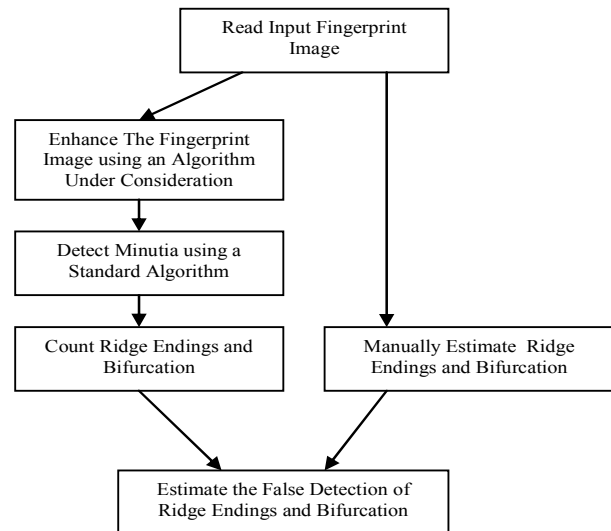 Read Input Fingerprint
Image
Enhance The Fingerprint
Image using an Algorithm
Under Consideration
Detect Minutia using a
Standard Algorithm
Count Ridge Endings and
Bifurcation
Manually Estimate Ridge
Endings and Bifurcation
Estimate the False Detection of
Ridge Endings and Bifurcation